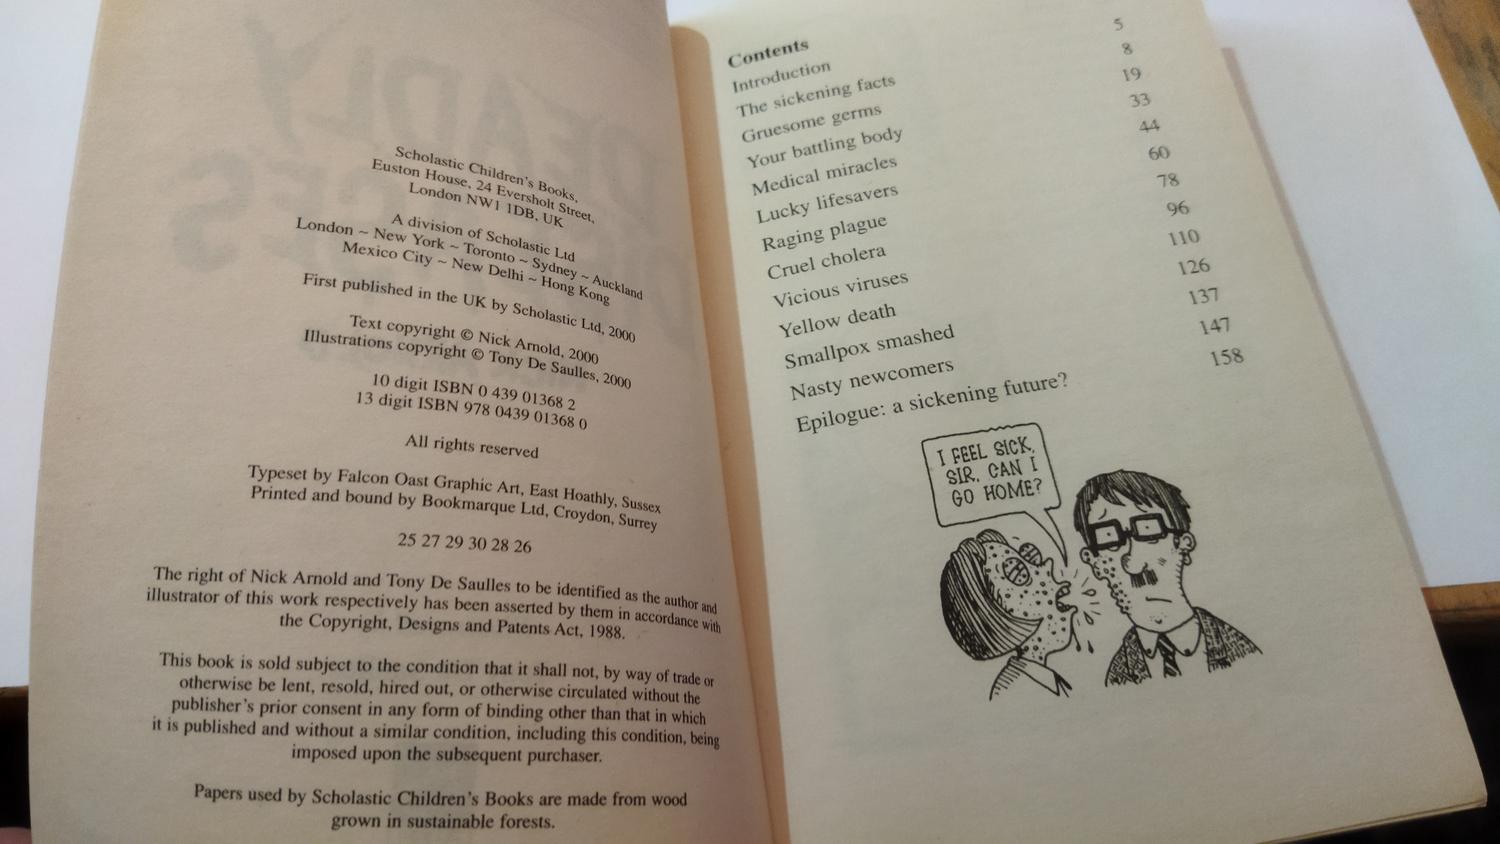 Scholastic Children's Books,
Euston House, 24 Eversholt Street,
London NW1 1DB, UK
A division of Scholastic Ltd
London ~ New York ~ Toronto ~ Sydney ~ Auckland
Mexico City ~ New Delhi ~ Hong Kong
First published in the UK by Scholastic Ltd, 2000
Text copyright © Nick Arnold, 2000
Illustrations copyright © Tony De Saulles, 2000
10 digit ISBN 0 439 01368 2
13 digit ISBN 978 0439 01368 0
All rights reserved
Typeset by Falcon Oast Graphic Art, East Hoathly, Sussex
Printed and bound by Bookmarque Ltd, Croydon, Surrey
25 27 29 30 28 26
The right of Nick Arnold and Tony De Saulles to be identified as the author and
illustrator of this work respectively has been asserted by them in accordance with
the Copyright, Designs and Patents Act, 1988.
This book is sold subject to the condition that it shall not, by way of trade or
otherwise be lent, resold, hired out, or otherwise circulated without the
publisher's prior consent in any form of binding other than that in which
it is published and without a similar condition, including this condition, being
imposed upon the subsequent purchaser.
Papers used by Scholastic Children's Books are made from wood
grown in sustainable forests.
Contents
Introduction 5
The sickening facts 8
Gruesome germs 19
Your battling body 33
Medical miracles 44
Lucky lifesavers 60
Raging plague 78
Cruel cholera 96
Vicious viruses 110
Yellow death 126
Smallpox smashed 137
Nasty newcomers 147
Epilogue: a sickening future? 158
I FEEL SICK,
SIR. CAN I
GO HOME?